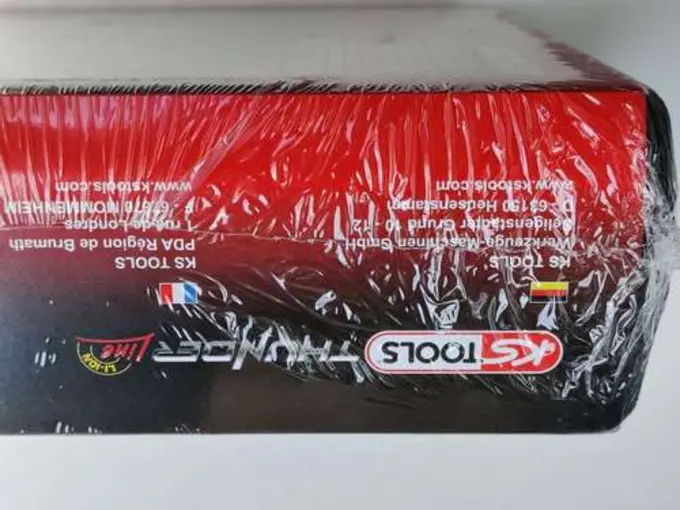 KS TOOLS THUNDER Line
LI-ION
KS TOOLS
Werkzeuge-Maschinen GmbH
Seligenstädter Grund 10 - 12
D - 63150 Heusenstamm
www.kstools.com
KS TOOLS
PDA Région de Brumath
1 rue de Londres
F - 67670 MOMMENHEIM
www.kstools.com